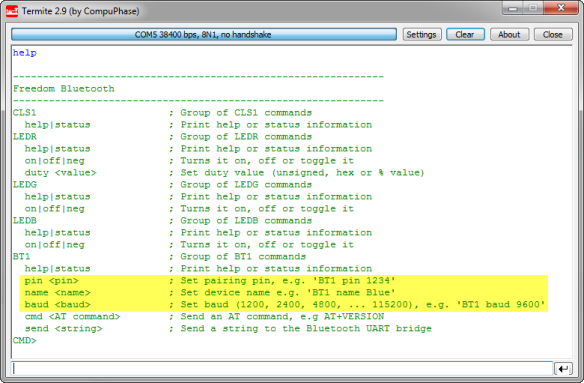 Termite 2.9 (by CompuPhase)
COM5 38400 bps, 8N1, no handshake Settings Clear About Close
help
----------------------------------------------------------------
Freedom Bluetooth
----------------------------------------------------------------
CLS1 ; Group of CLS1 commands
help|status ; Print help or status information
LEDR ; Group of LEDR commands
help|status ; Print help or status information
on|off|neg ; Turns it on, off or toggle it
duty <value> ; Set duty value (unsigned, hex or % value)
LEDG ; Group of LEDG commands
help|status ; Print help or status information
on|off|neg ; Turns it on, off or toggle it
LEDB ; Group of LEDB commands
help|status ; Print help or status information
on|off|neg ; Turns it on, off or toggle it
BT1 ; Group of BT1 commands
help|status ; Print help or status information
pin <pin> ; Set pairing pin, e.g. 'BT1 pin 1234'
name <name> ; Set device name e.g. 'BT1 name Blue'
baud <baud> ; Set baud (1200, 2400, 4800, ... 115200), e.g. 'BT1 baud 9600'
cmd <AT command> ; Send an AT command, e.g AT+VERSION
send <string> ; Send a string to the Bluetooth UART bridge
CMD>